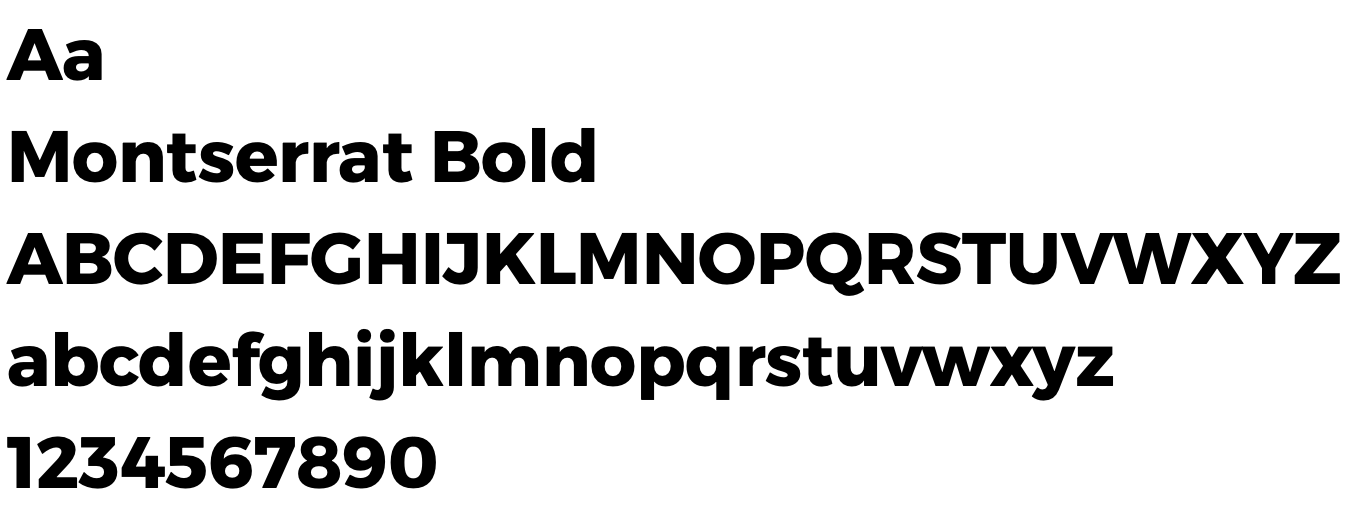 Aa
Montserrat Bold
ABCDEFGHIJKLMNOPQRSTUVWXYZ
abcdefghijklmnopqrstuvwxyz
1234567890